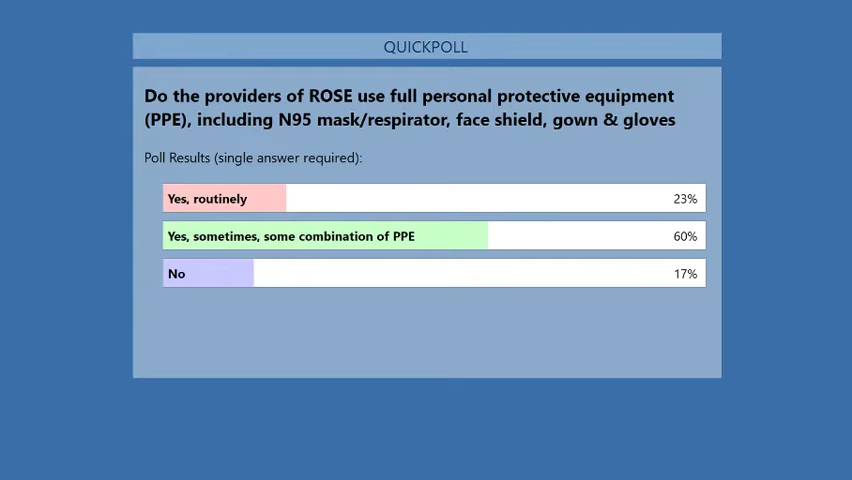 QUICKPOLL
Do the providers of ROSE use full personal protective equipment
(PPE), including N95 mask/respirator, face shield, gown & gloves
Poll Results (single answer required):
Yes, routinely 23%
Yes, sometimes, some combination of PPE 60%
No 17%